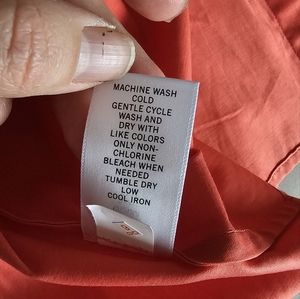 MACHINE WASH
COLD
GENTLE CYCLE
WASH AND
DRY WITH
LIKE COLORS
ONLY NON-
CHLORINE
BLEACH WHEN
NEEDED
TUMBLE DRY
LOW
COOL IRON